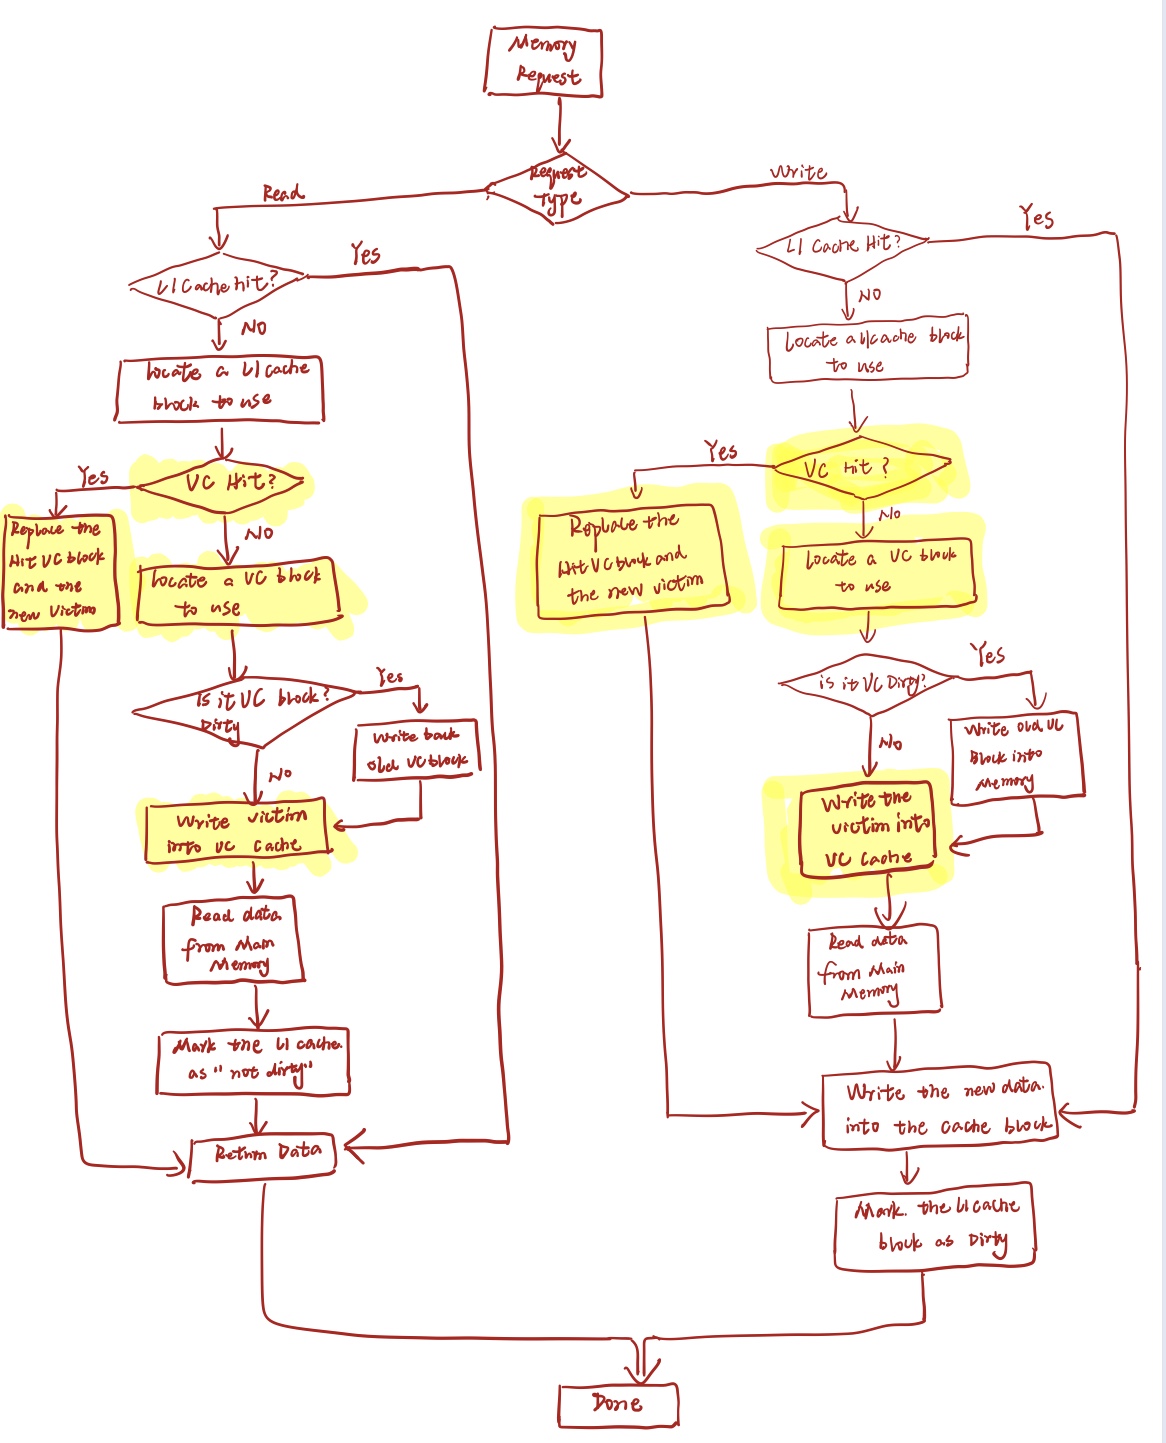 Memory
Request
Request
Type
Read
Write
L1 Cache hit?
Yes
NO
Locate a L1 cache
block to use
VC Hit?
Yes
NO
Replace the
Hit VC block
and the
new victim
Locate a VC block
to use
Is it VC block?
Dirty
Yes
Write back
old VC block
NO
Write victim
into VC cache
Read data
from Main
Memory
Mark the L1 cache.
as "not dirty"
Return Data
L1 Cache Hit?
Yes
NO
Locate a L1 cache block
to use
VC Hit?
Yes
No
Replace the
Hit VC block and
the new victim
Locate a VC block
to use
is it VC Dirty?
Yes
No
Write old VC
Block into
Memory
Write the
victim into
VC Cache
Read data
from Main
Memory
Write the new data.
into the cache block
Mark. the L1 cache
block as Dirty
Done